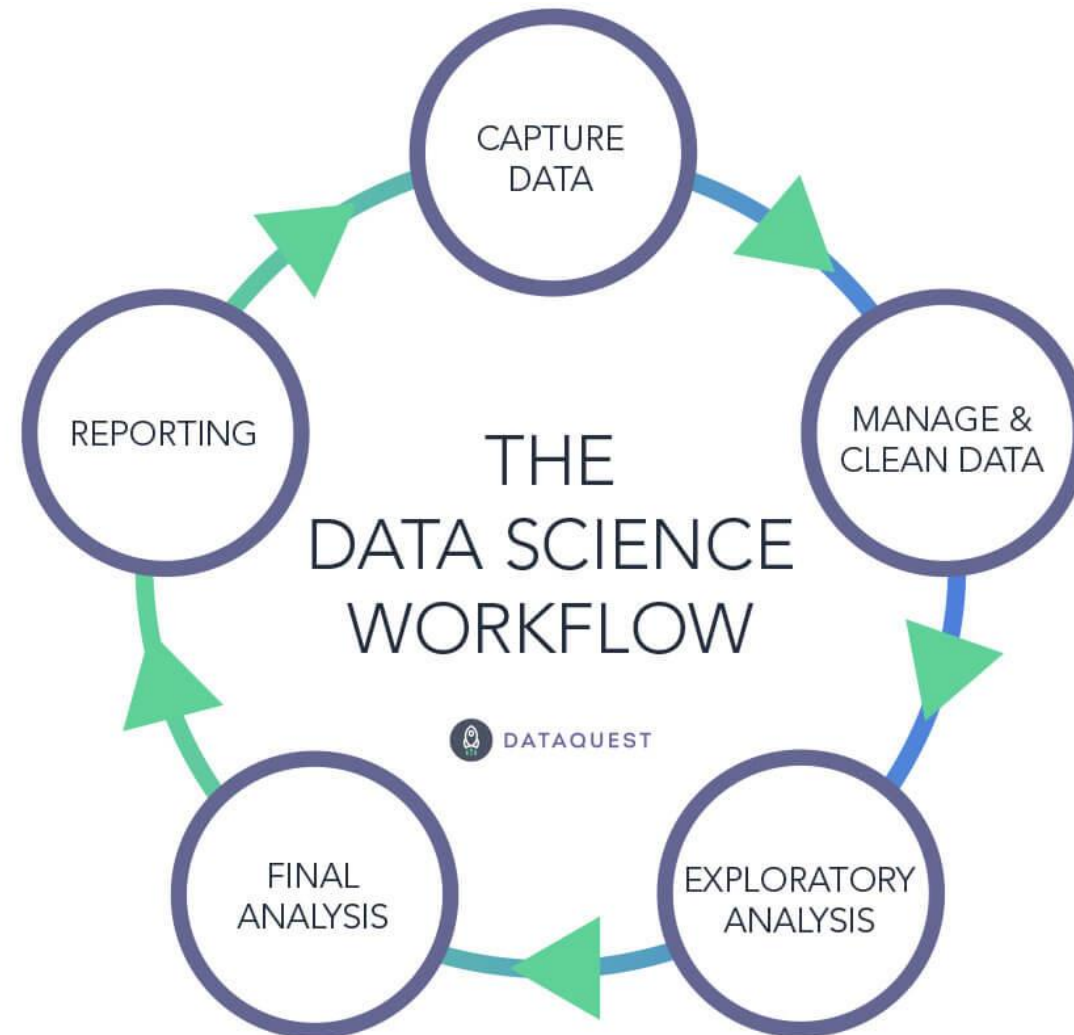 CAPTURE
DATA
MANAGE &
CLEAN DATA
EXPLORATORY
ANALYSIS
FINAL
ANALYSIS
REPORTING
THE
DATA SCIENCE
WORKFLOW
DATAQUEST